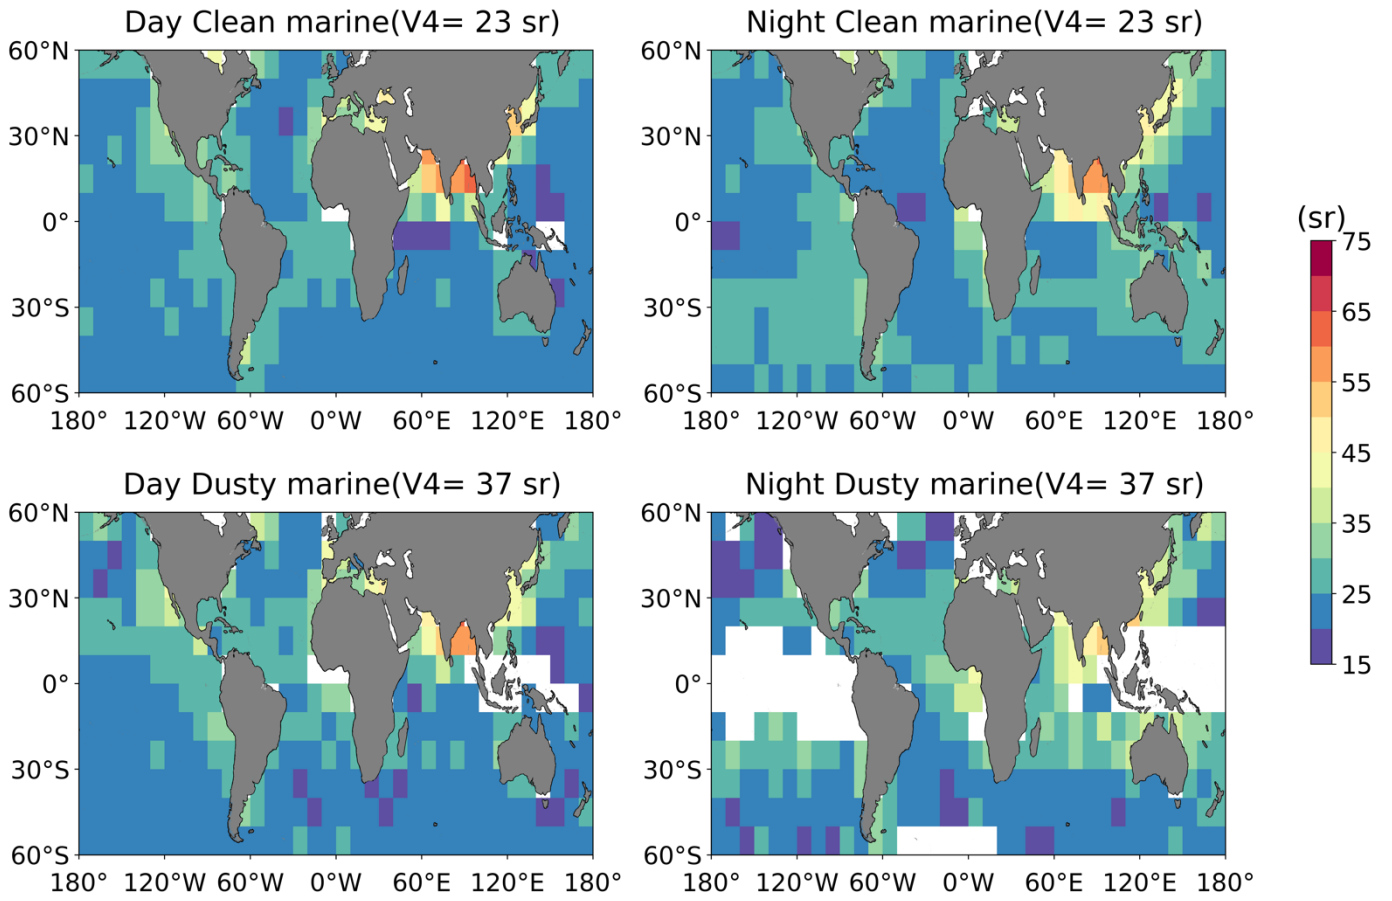 Day Clean marine(V4= 23 sr)
Night Clean marine(V4= 23 sr)
60°N
30°N
0°
30°S
60°S
180° 120°W 60°W 0°W 60°E 120°E 180°
60°N
30°N
0°
30°S
60°S
180° 120°W 60°W 0°W 60°E 120°E 180°
Day Dusty marine(V4= 37 sr)
Night Dusty marine(V4= 37 sr)
60°N
30°N
0°
30°S
60°S
180° 120°W 60°W 0°W 60°E 120°E 180°
60°N
30°N
0°
30°S
60°S
180° 120°W 60°W 0°W 60°E 120°E 180°
(sr)
75
65
55
45
35
25
15